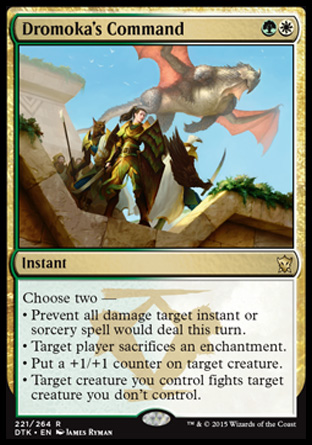 Dromoka's Command
Instant
Choose two —
• Prevent all damage target instant or
sorcery spell would deal this turn.
• Target player sacrifices an enchantment.
• Put a +1/+1 counter on target creature.
• Target creature you control fights target
creature you don't control.
221/264 R
DTK • EN JAMES RYMAN
™ & © 2015 Wizards of the Coast